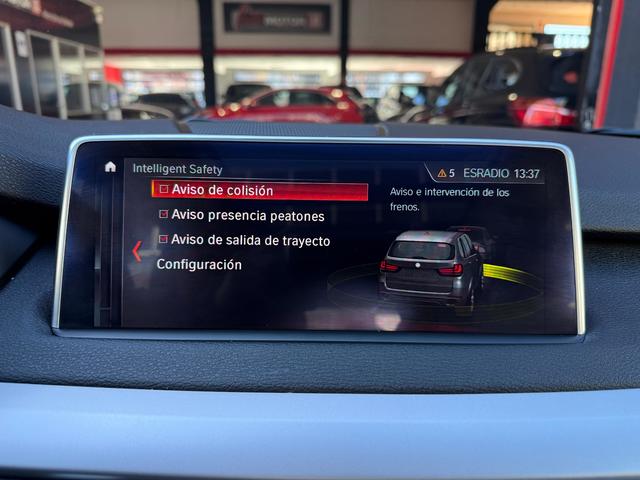 Intelligent Safety
5 ESRADIO 13:37
Aviso de colisión
Aviso presencia peatones
Aviso de salida de trayecto
Configuración
Aviso e intervención de los
frenos.
MOTOR